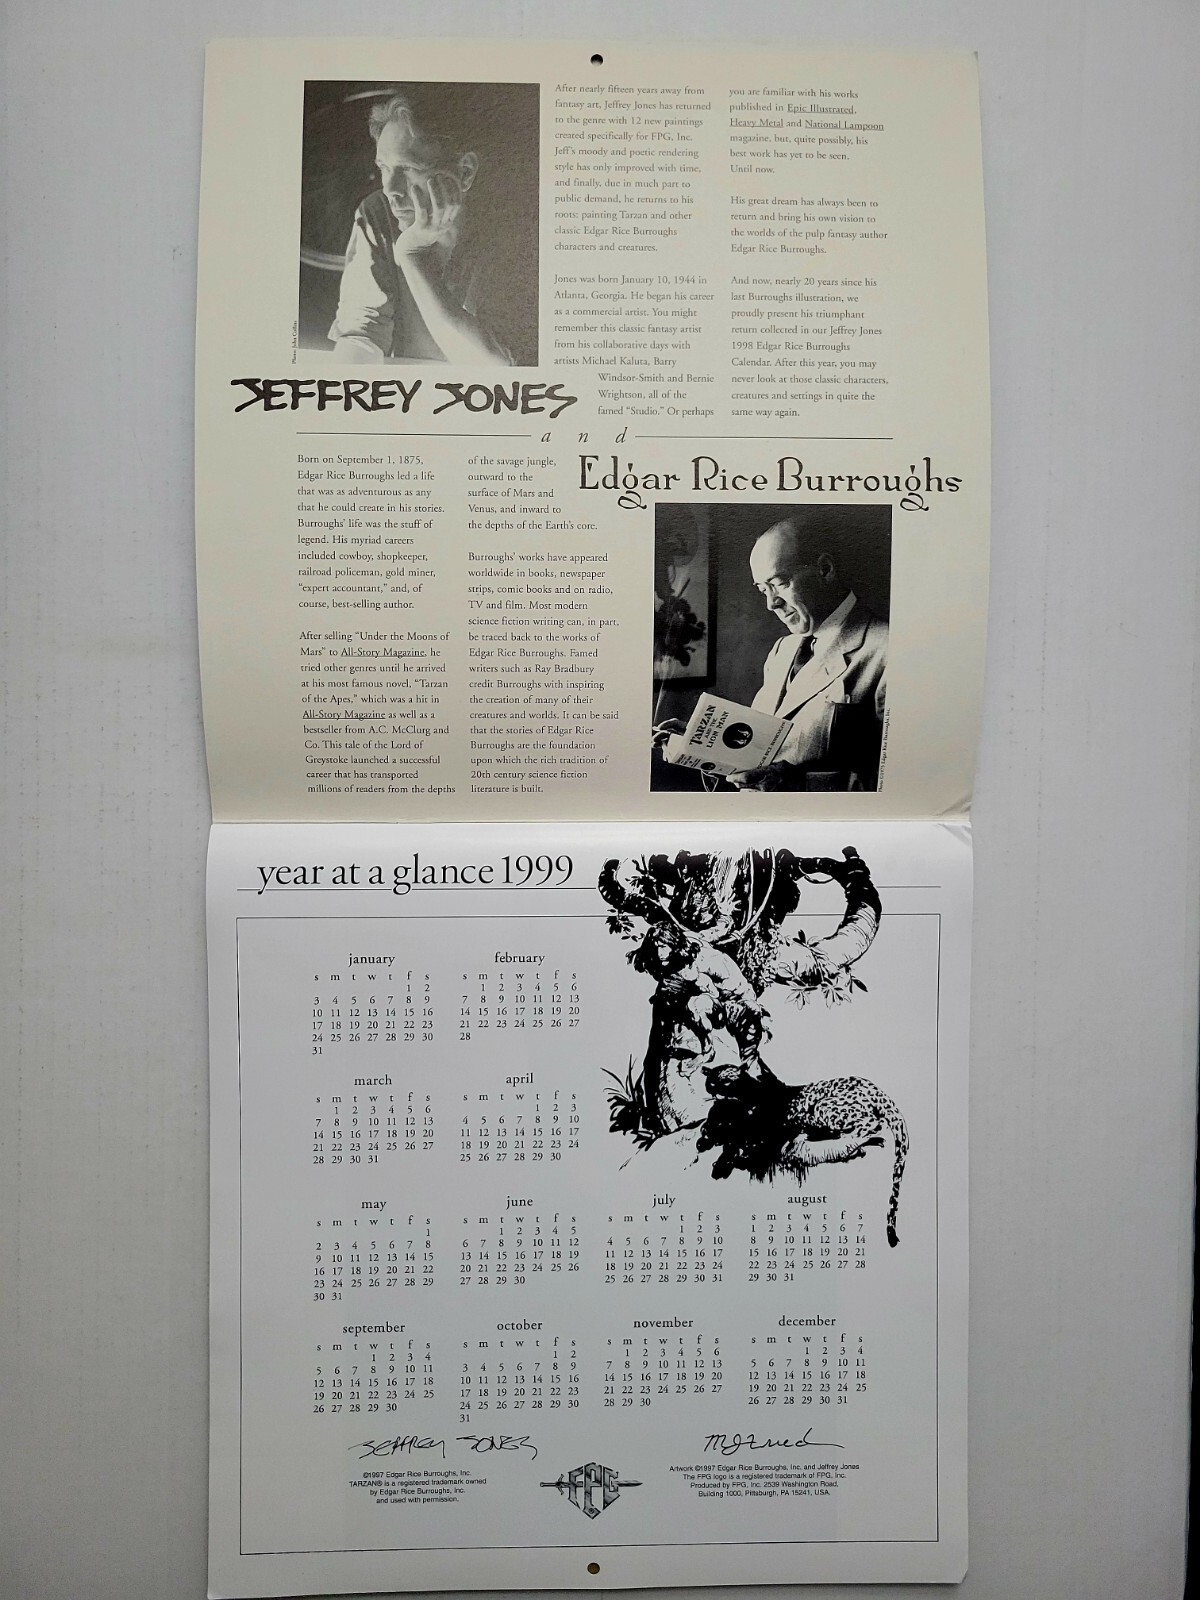 After nearly fifteen years away from
fantasy art, Jeffrey Jones has returned
to the genre with 12 new paintings
created specifically for FPG, Inc.
Jeff's moody and poetic rendering
style has only improved with time,
and finally, due in much part to
public demand, he returns to his
roots: painting Tarzan and other
classic Edgar Rice Burroughs
characters and creatures.
Jones was born January 10, 1944 in
Atlanta, Georgia. He began his career
as a commercial artist. You might
remember this classic fantasy artist
from his collaborative days with
artists Michael Kaluta, Barry
Windsor-Smith and Bernie
Wrightson, all of the
famed "Studio." Or perhaps
you are familiar with his works
published in Epic Illustrated,
Heavy Metal and National Lampoon
magazine, but, quite possibly, his
best work has yet to be seen.
Until now.
His great dream has always been to
return and bring his own vision to
the worlds of the pulp fantasy author
Edgar Rice Burroughs.
And now, nearly 20 years since his
last Burroughs illustration, we
proudly present his triumphant
return collected in our Jeffrey Jones
1998 Edgar Rice Burroughs
Calendar. After this year, you may
never look at those classic characters,
creatures and settings in quite the
same way again.
JEFFREY JONES
and
Edgar Rice Burroughs
Born on September 1, 1875,
Edgar Rice Burroughs led a life
that was as adventurous as any
that he could create in his stories.
Burroughs' life was the stuff of
legend. His myriad careers
included cowboy, shopkeeper,
railroad policeman, gold miner,
"expert accountant," and, of
course, best-selling author.
After selling "Under the Moons of
Mars" to All-Story Magazine, he
tried other genres until he arrived
at his most famous novel, "Tarzan
of the Apes," which was a hit in
All-Story Magazine as well as a
bestseller from A.C. McClurg and
Co. This tale of the Lord of
Greystoke launched a successful
career that has transported
millions of readers from the depths
of the savage jungle,
outward to the
surface of Mars and
Venus, and inward to
the depths of the Earth's core.
Burroughs' works have appeared
worldwide in books, newspaper
strips, comic books and on radio,
TV and film. Most modern
science fiction writing can, in part,
be traced back to the works of
Edgar Rice Burroughs. Famed
writers such as Ray Bradbury
credit Burroughs with inspiring
the creation of many of their
creatures and worlds. It can be said
that the stories of Edgar Rice
Burroughs are the foundation
upon which the rich tradition of
20th century science fiction
literature is built.
TARZAN
AND THE
LION MAN
year at a glance 1999
january
s m t w t f s
1 2
3 4 5 6 7 8 9
10 11 12 13 14 15 16
17 18 19 20 21 22 23
24 25 26 27 28 29 30
31
february
s m t w t f s
1 2 3 4 5 6
7 8 9 10 11 12 13
14 15 16 17 18 19 20
21 22 23 24 25 26 27
28
march
s m t w t f s
1 2 3 4 5 6
7 8 9 10 11 12 13
14 15 16 17 18 19 20
21 22 23 24 25 26 27
28 29 30 31
april
s m t w t f s
1 2 3
4 5 6 7 8 9 10
11 12 13 14 15 16 17
18 19 20 21 22 23 24
25 26 27 28 29 30
may
s m t w t f s
1
2 3 4 5 6 7 8
9 10 11 12 13 14 15
16 17 18 19 20 21 22
23 24 25 26 27 28 29
30 31
june
s m t w t f s
1 2 3 4 5
6 7 8 9 10 11 12
13 14 15 16 17 18 19
20 21 22 23 24 25 26
27 28 29 30
july
s m t w t f s
1 2 3
4 5 6 7 8 9 10
11 12 13 14 15 16 17
18 19 20 21 22 23 24
25 26 27 28 29 30 31
august
s m t w t f s
1 2 3 4 5 6 7
8 9 10 11 12 13 14
15 16 17 18 19 20 21
22 23 24 25 26 27 28
29 30 31
september
s m t w t f s
1 2 3 4
5 6 7 8 9 10 11
12 13 14 15 16 17 18
19 20 21 22 23 24 25
26 27 28 29 30
october
s m t w t f s
1 2
3 4 5 6 7 8 9
10 11 12 13 14 15 16
17 18 19 20 21 22 23
24 25 26 27 28 29 30
31
november
s m t w t f s
1 2 3 4 5 6
7 8 9 10 11 12 13
14 15 16 17 18 19 20
21 22 23 24 25 26 27
28 29 30
december
s m t w t f s
1 2 3 4
5 6 7 8 9 10 11
12 13 14 15 16 17 18
19 20 21 22 23 24 25
26 27 28 29 30 31
JEFFREY JONES
©1997 Edgar Rice Burroughs, Inc.
TARZAN® is a registered trademark owned
by Edgar Rice Burroughs, Inc.
and used with permission.
FPG
Artwork ©1997 Edgar Rice Burroughs, Inc. and Jeffrey Jones
The FPG logo is a registered trademark of FPG, Inc.
Produced by FPG, Inc. 2539 Washington Road,
Building 1000, Pittsburgh, PA 15241, USA.